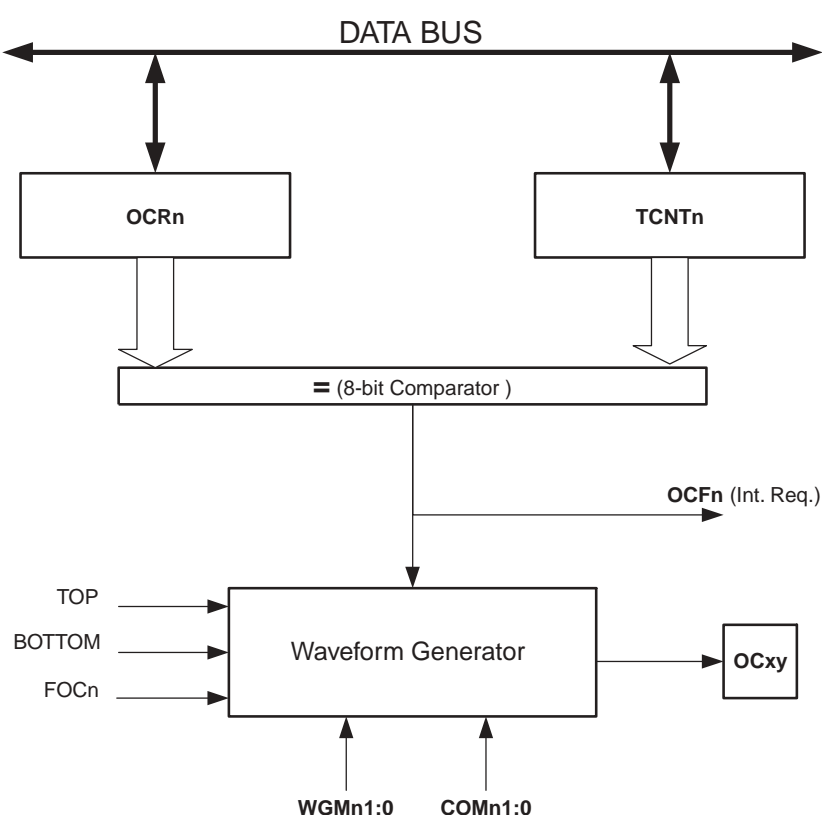 DATA BUS
OCRn
TCNTn
= (8-bit Comparator )
OCFn (Int. Req.)
TOP
BOTTOM
FOCn
Waveform Generator
OCxy
WGMn1:0
COMn1:0